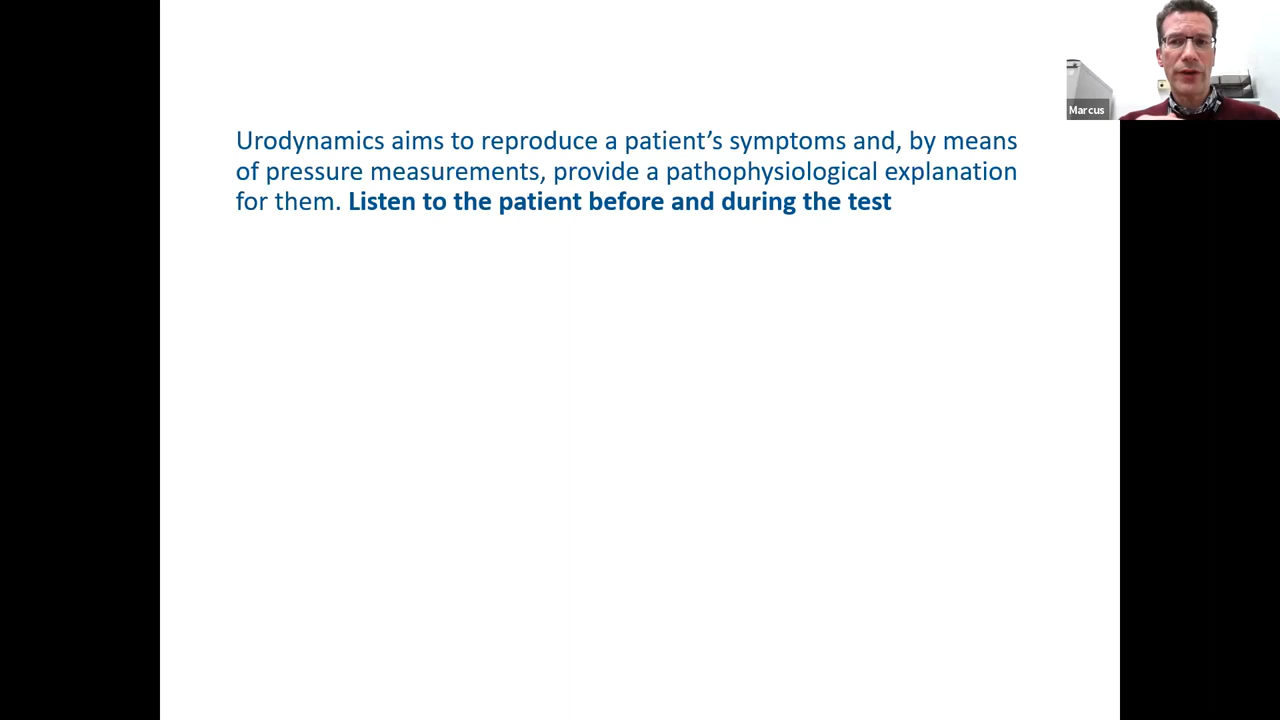 Urodynamics aims to reproduce a patient’s symptoms and, by means
of pressure measurements, provide a pathophysiological explanation
for them. Listen to the patient before and during the test
Marcus